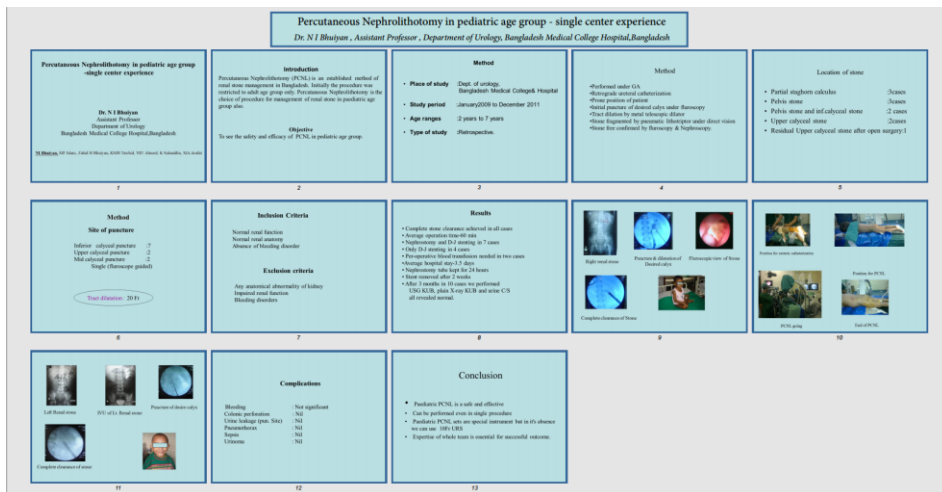 Percutaneous Nephrolithotomy in pediatric age group - single center experience
Dr. N I Bhuiyan , Assistant Professor , Department of Urology, Bangladesh Medical College Hospital,Bangladesh
Percutaneous Nephrolithotomy in pediatric age group
-single center experience
Dr. N I Bhuiyan
Assistant Professor
Department of Urology
Bangladesh Medical College Hospital,Bangladesh
NI Bhuiyan,
1
Introduction
Percutaneous Nephrolithotomy (PCNL) is an established method of
renal stone management in Bangladesh. Initially the procedure was
restricted to adult age group only. Percutaneous Nephrolithotomy is the
choice of procedure for management of renal stone in paediatric age
group also.
Objective
To see the safety and efficacy of PCNL in pediatric age group.
2
Method
• Place of study :Dept. of urology,
Bangladesh Medical College& Hospital
• Study period :January2009 to December 2011
• Age ranges :2 years to 7 years
• Type of study :Retrospective.
3
Method
•Performed under GA
•Retrograde ureteral catheterization
•Prone position of patient
•Initial puncture of desired calyx under fluroscopy
•Tract dilation by metal telescopic dilator
•Stone fragmented by pneumatic lithotriptor under direct vision
•Stone free confirmed by fluroscopy & Nephroscopy.
4
Location of stone
• Partial staghorn calculus :3cases
• Pelvis stone :3cases
• Pelvis stone and inf.calyceal stone :2 cases
• Upper calyceal stone :2cases
• Residual Upper calyceal stone after open surgery:1
5
Method
Site of puncture
Inferior calyceal puncture :7
Upper calyceal puncture :2
Mid calyceal puncture :2
Single (fluroscope guided)
Tract dilation: 20 Fr
6
Inclusion Criteria
Normal renal function
Normal renal anatomy
Absence of bleeding disorder
Exclusion criteria
Any anatomical abnormality of kidney
Impaired renal function
Bleeding disorders
7
Results
• Complete stone clearance achieved in all cases
• Average operation time-60 min
• Nephrostomy and D-J stenting in 7 cases
• Only D-J stenting in 4 cases
• Per-operative blood transfusion needed in two cases
• Average hospital stay-3.5 days
• Nephrostomy tube kept for 24 hours
• Stent removed after 2 weeks
• After 3 months in 10 cases we performed
USG KUB, plain X-ray KUB and urine C/S
all revealed normal.
8
Right renal stone
Puncture & dilatation of
Desired calyx
Fluroscopic view of Stone
Complete clearance of Stone
9
Position for PCNL
PCNL going
End of PCNL
10
Left Renal stone
IVU of Lt. Renal stone
Puncture of desire calyx
Complete clearance of stone
11
Complications
Bleeding : Not significant
Colonic perforation : Nil
Urine leakage (pun. Site) : Nil
Pneumothorax : Nil
Sepsis : Nil
Urinoma : Nil
12
Conclusion
• Paediatric PCNL is a safe and effective
• Can be performed even in single procedure
• Paediatric PCNL sets are special instrument but in it's absence
we can use URS
• Expertise of whole team is essential for successful outcome.
13